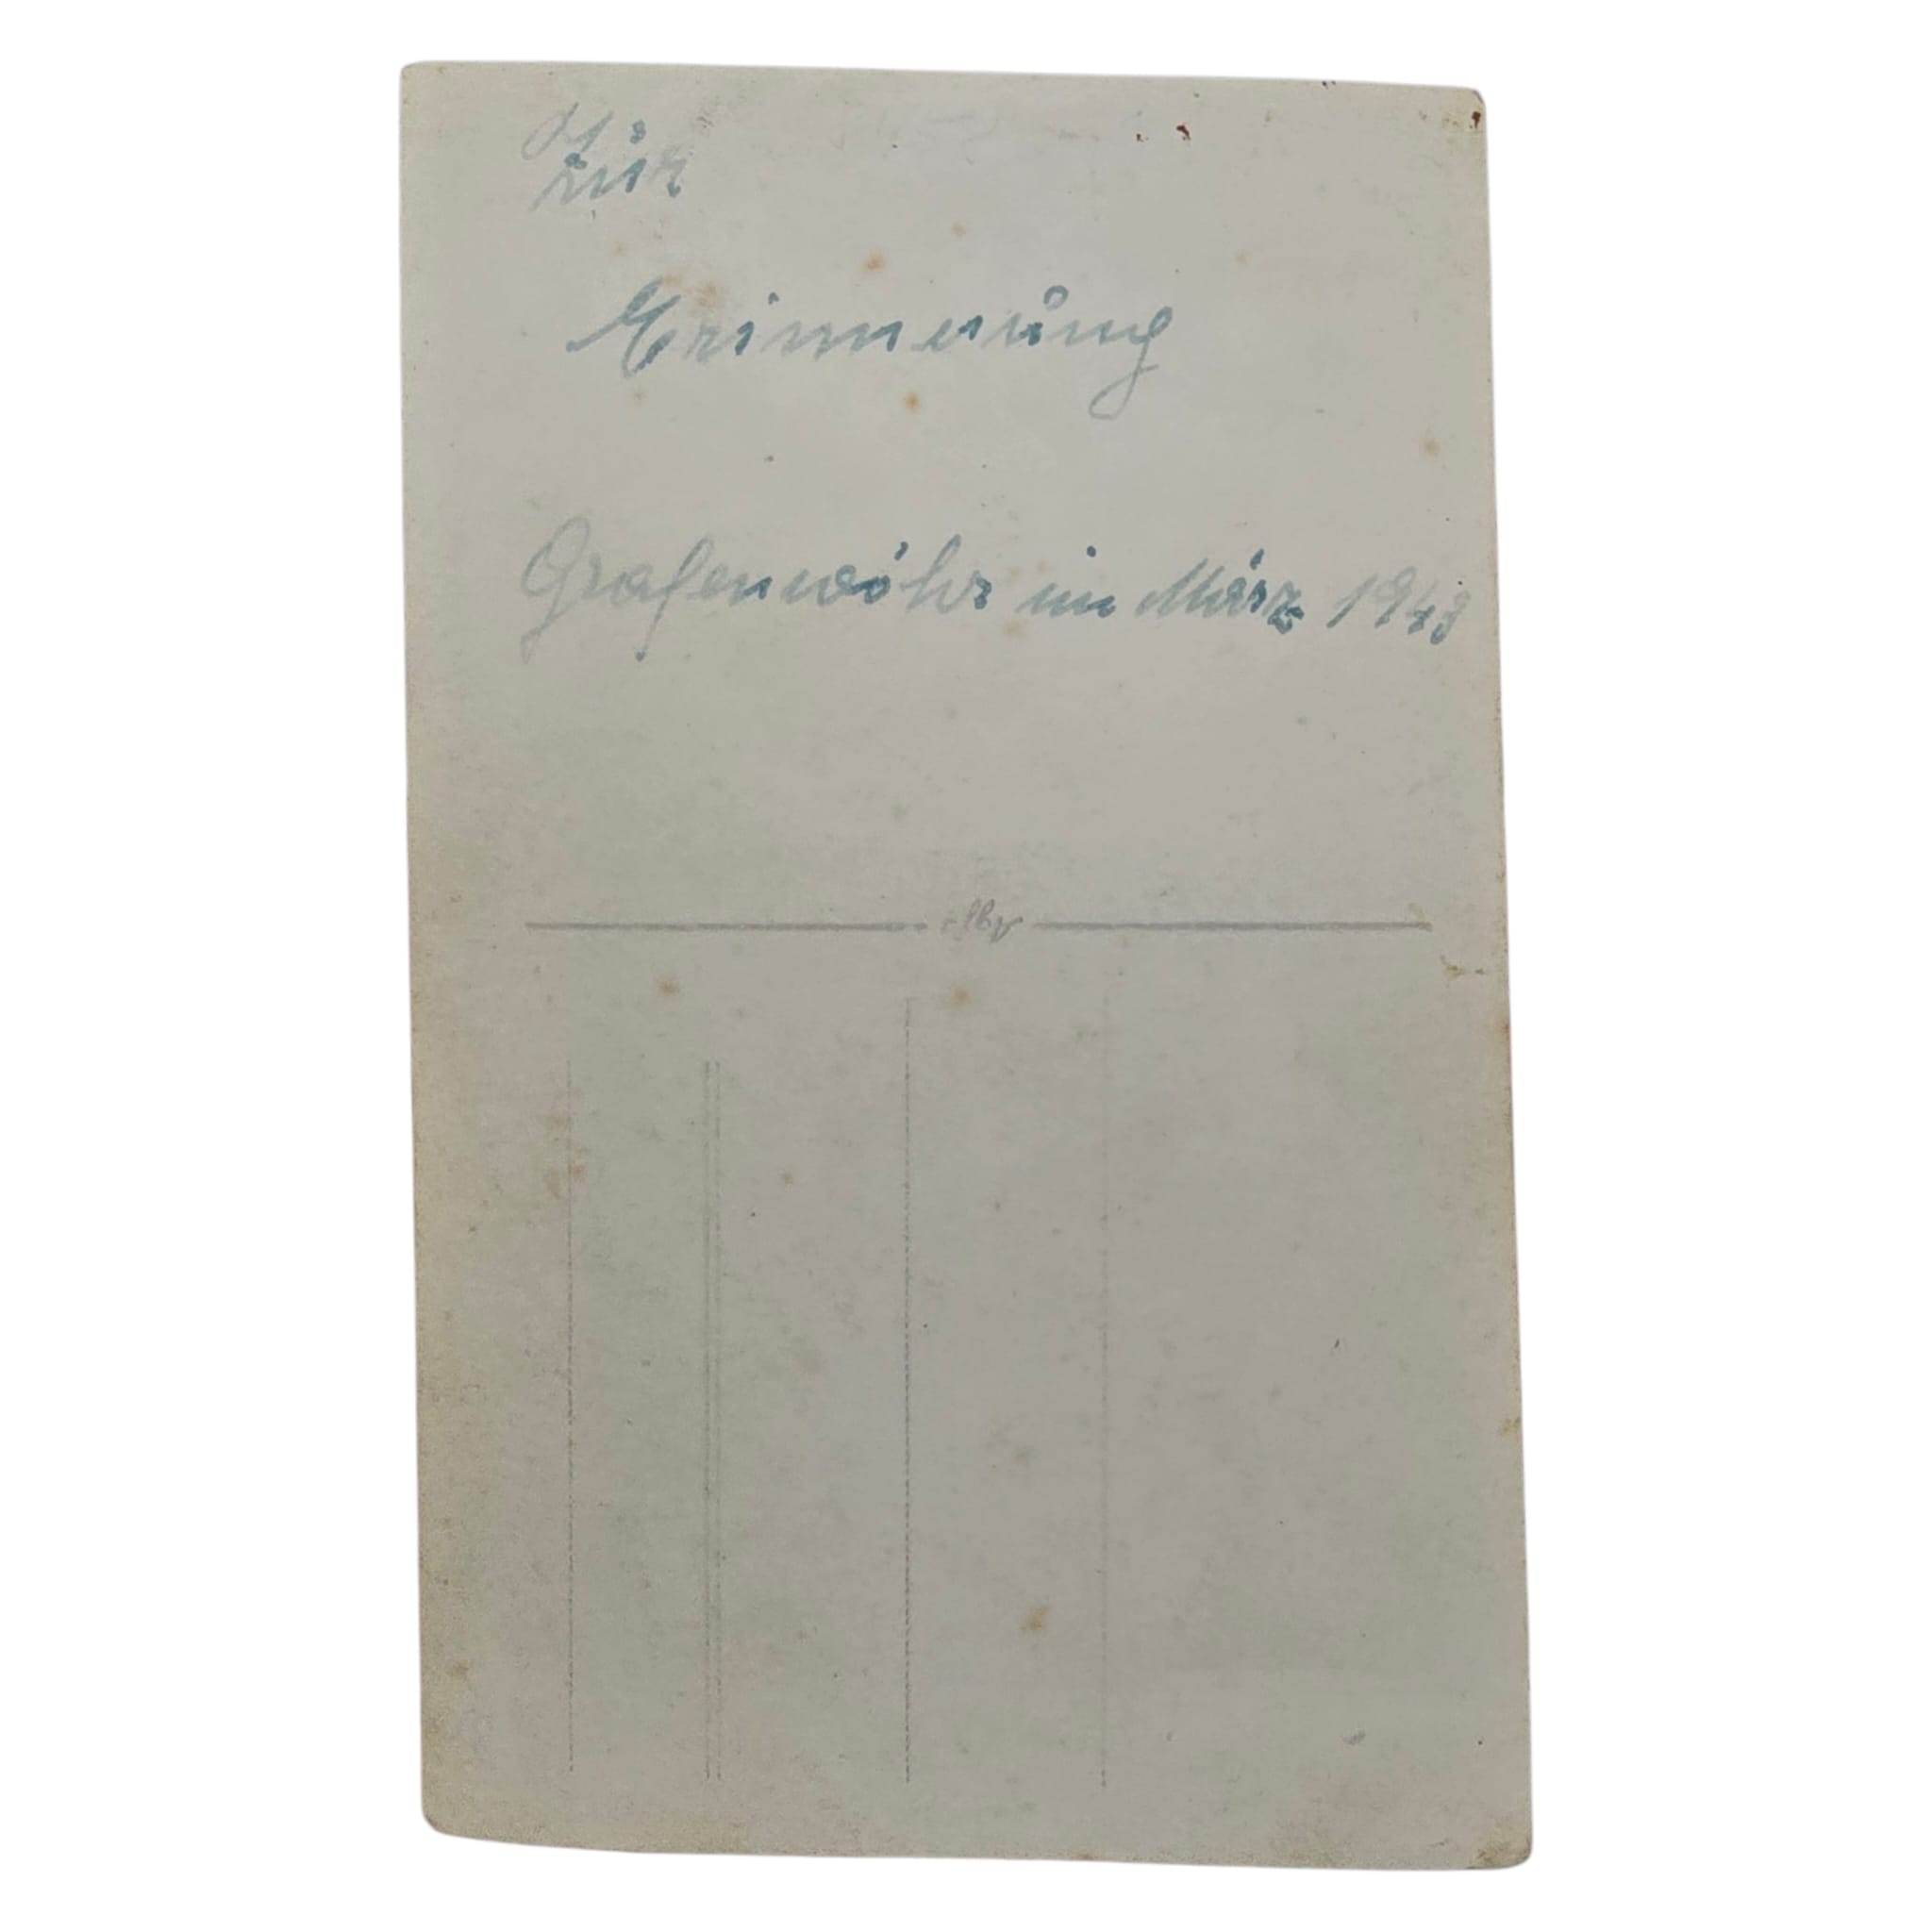 Zur
Erinnerung
Grafenwöhr im März 1943